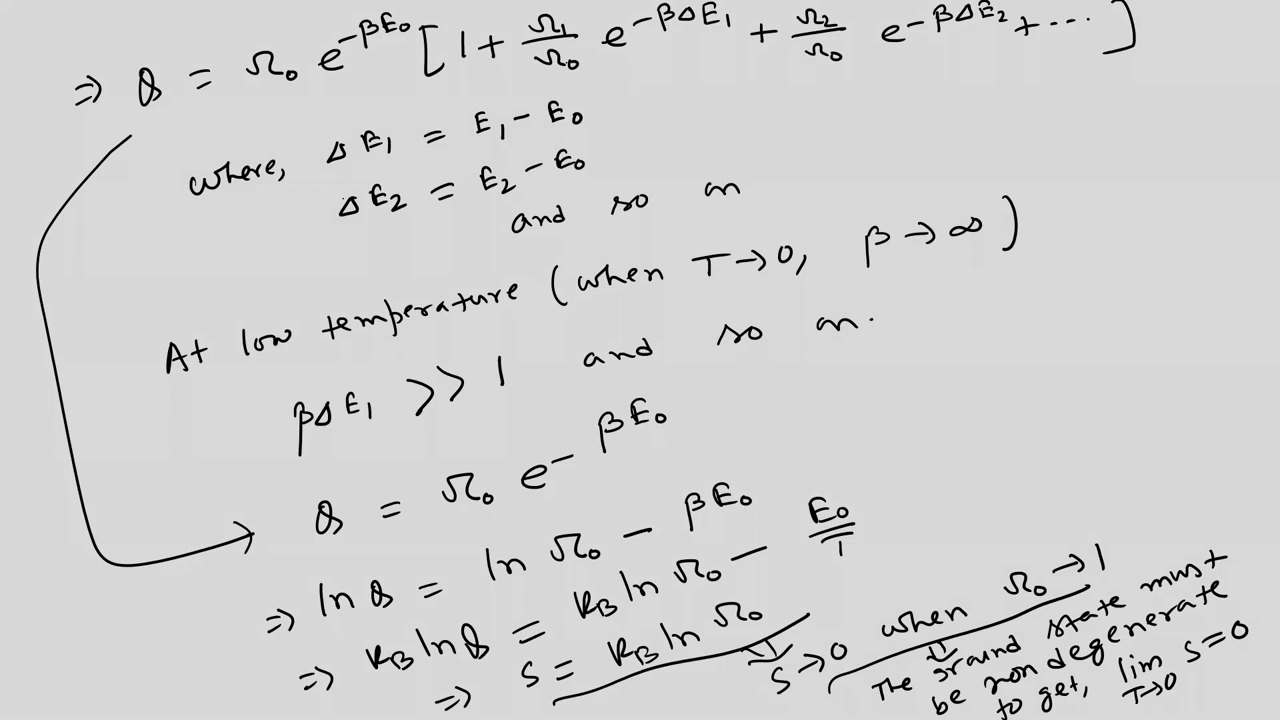 ⇒ Q = Ω₀ e^{-βE₀} [ 1 + Ω₁/Ω₀ e^{-βΔE₁} + Ω₂/Ω₀ e^{-βΔE₂} + ⋯ ]
where, ΔE₁ = E₁ - E₀
ΔE₂ = E₂ - E₀
and so on
At low temperature (when T → 0, β → ∞)
βΔE₁ >> 1 and so on.
Q = Ω₀ e^{-βE₀}
⇒ ln Q = ln Ω₀ - βE₀
⇒ k_B ln Q = k_B ln Ω₀ - E₀/T
⇒ S = k_B ln Ω₀
S → 0 when Ω₀ → 1
The ground state must
be non degenerate
to get, lim_{T→0} S = 0